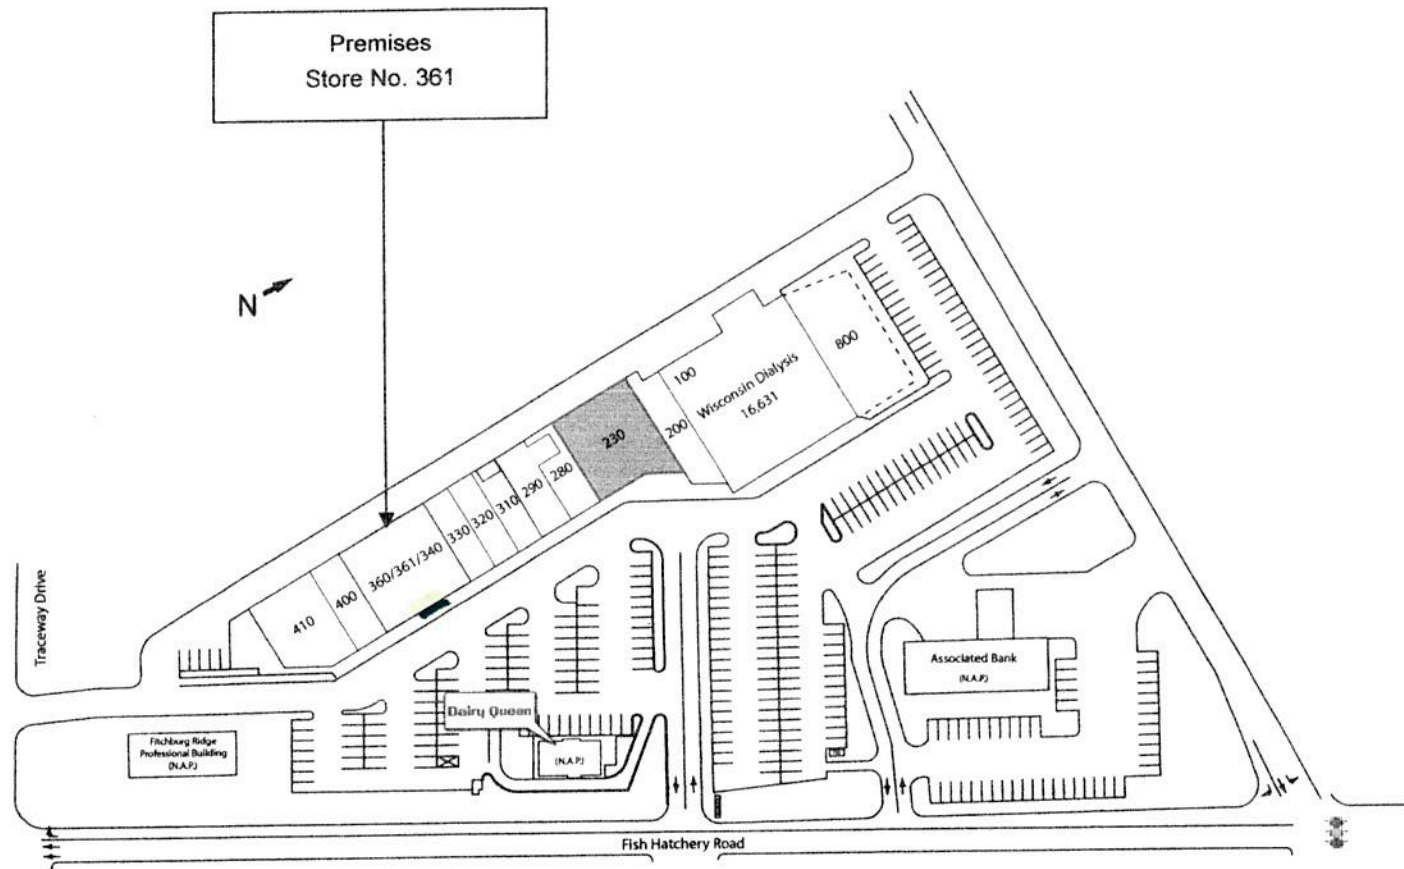 Premises
Store No. 361
N
800
100
Wisconsin Dialysis
16,631
200
230
280
290
310
320
330
360/361/340
400
410
Traceway Drive
Associated Bank
(N.A.P.)
Dairy Queen
(N.A.P.)
Fitchburg Ridge
Professional Building
(N.A.P.)
Fish Hatchery Road